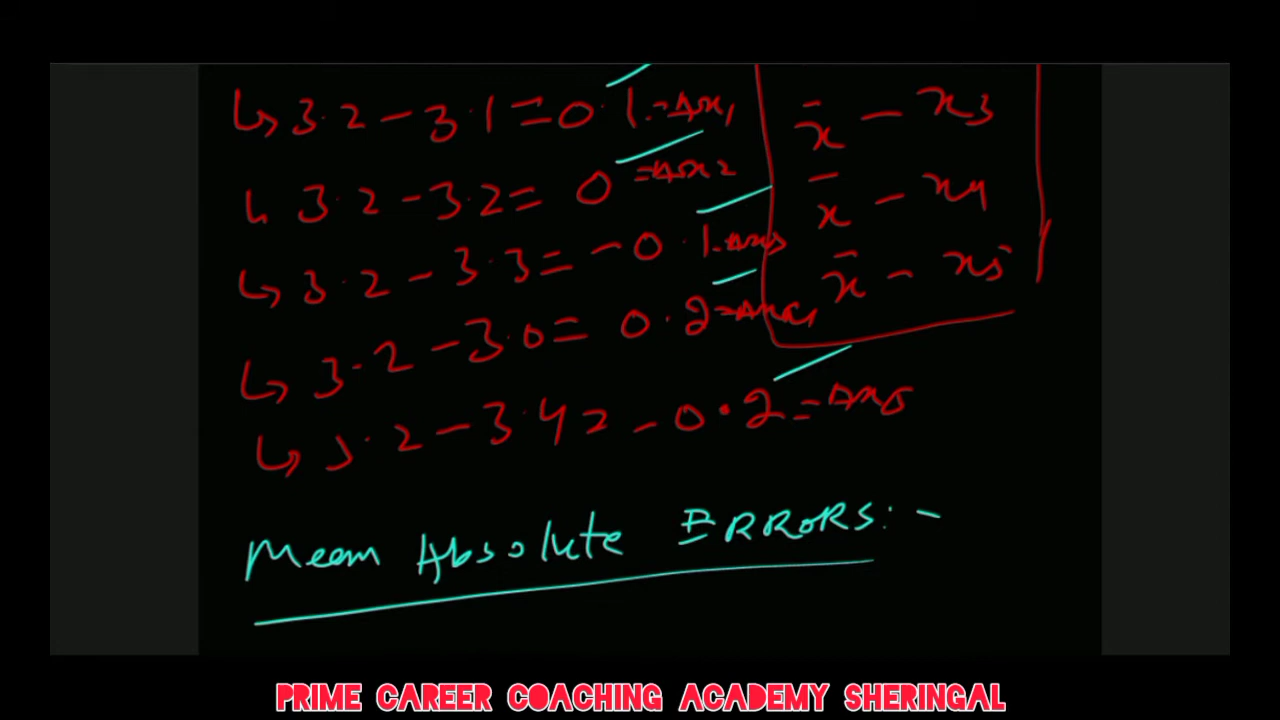 ↳ 3.2 - 3.1 = 0.1 = Δx1
x̄ - x3
↳ 3.2 - 3.2 = 0 = Δx2
x̄ - x4
↳ 3.2 - 3.3 = -0.1 = Δx3
x̄ - x5
↳ 3.2 - 3.0 = 0.2 = Δx4
↳ 3.2 - 3.4 = -0.2 = Δx5
Mean Absolute ERRORS:-
PRIME CAREER COACHING ACADEMY SHERINGAL